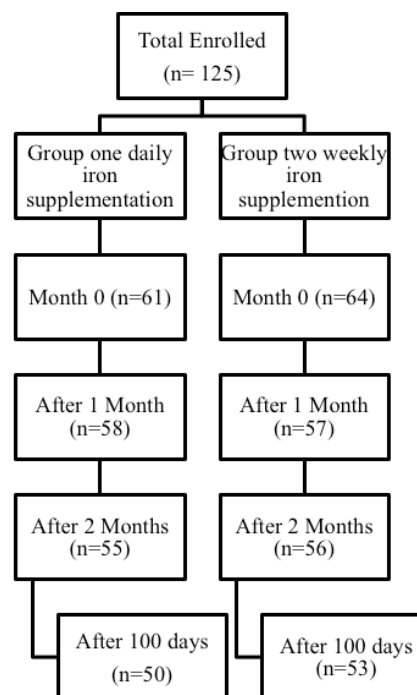 Total Enrolled
(n= 125)
Group one daily
iron
supplementation
Group two weekly
iron
supplemention
Month 0 (n=61)
Month 0 (n=64)
After 1 Month
(n=58)
After 1 Month
(n=57)
After 2 Months
(n=55)
After 2 Months
(n=56)
After 100 days
(n=50)
After 100 days
(n=53)